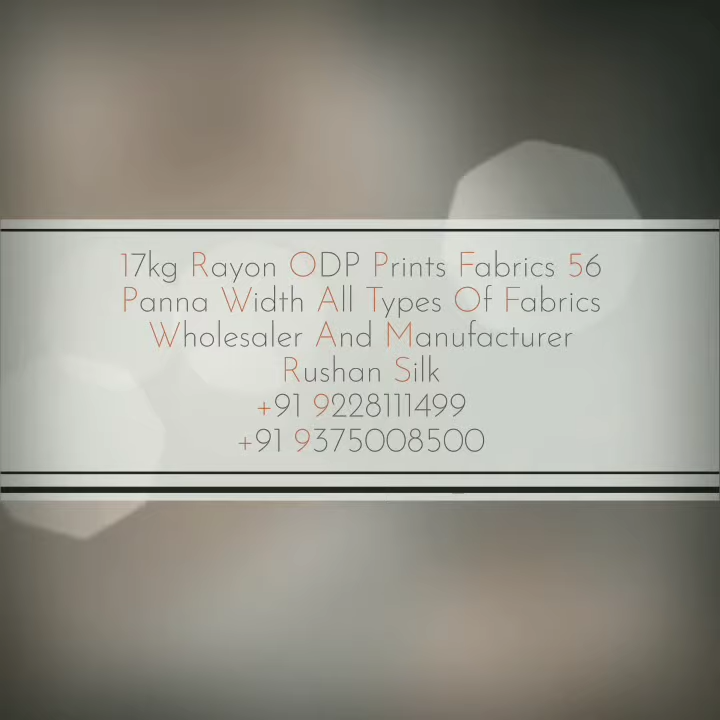 17kg Rayon ODP Prints Fabrics 56
Panna Width All Types Of Fabrics
Wholesaler And Manufacturer
Rushan Silk
+91 9228111499
+91 9375008500